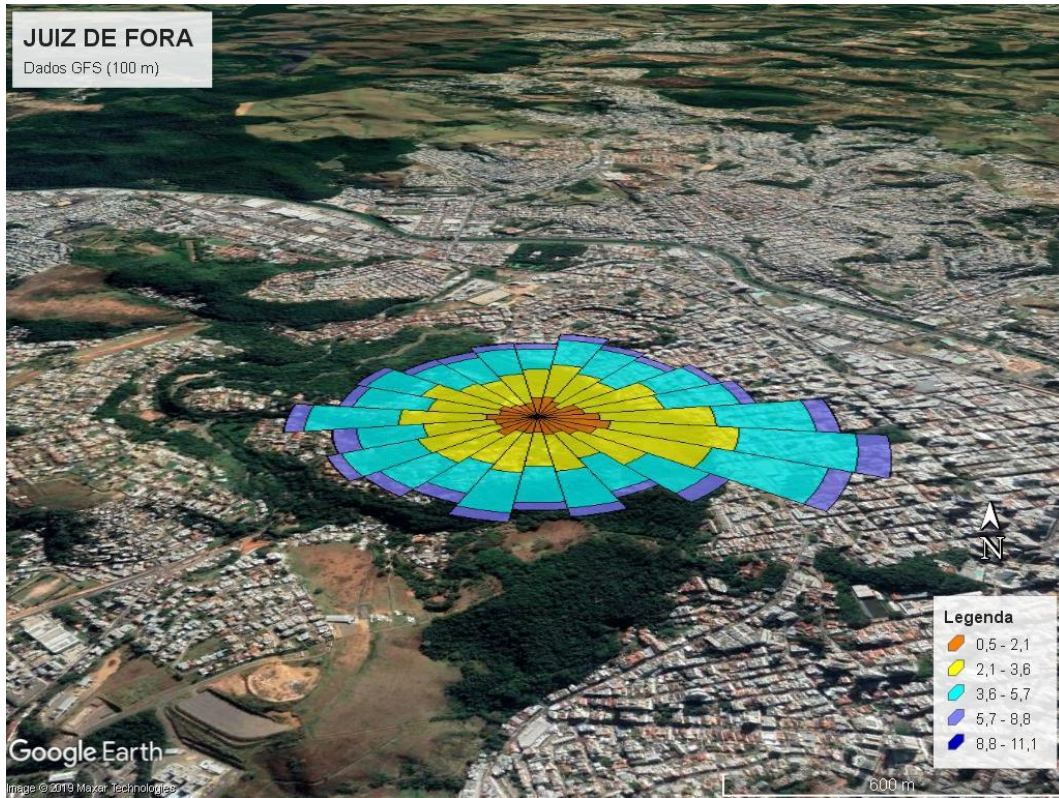 JUIZ DE FORA
Dados GFS (100 m)
N
Legenda
0,5 - 2,1
2,1 - 3,6
3,6 - 5,7
5,7 - 8,8
8,8 - 11,1
Google Earth
Image © 2019 Maxar Technologies
600 m